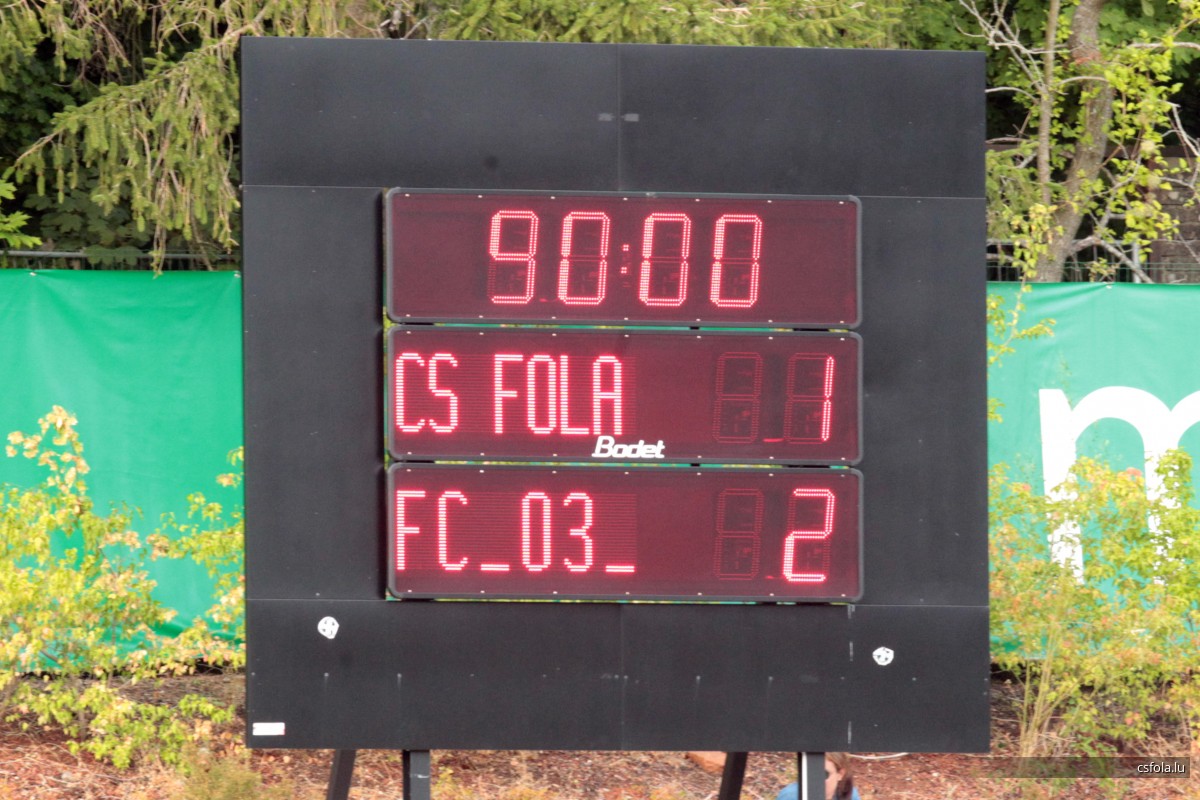 90:00
CS FOLA 1
Bodet
FC_03_ 2
m
csfola.lu